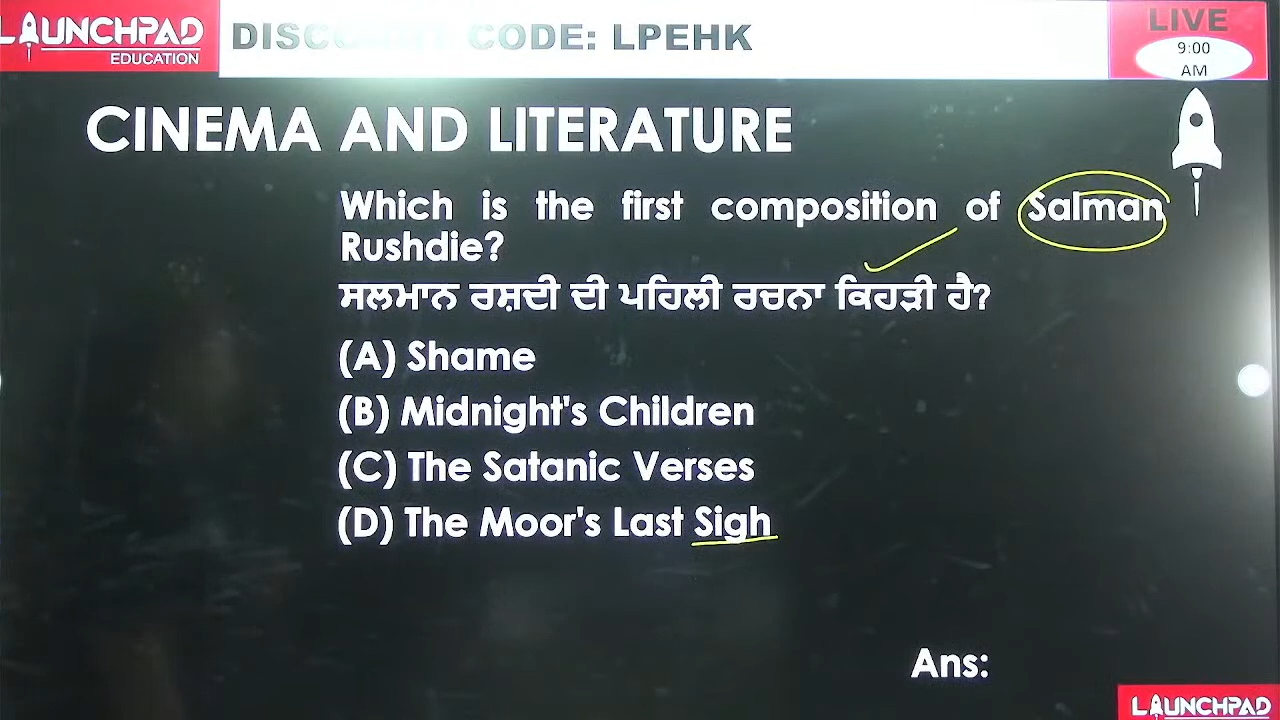 LAUNCHPAD
EDUCATION
DISCOUNT CODE: LPEHK
LIVE
9:00
AM
CINEMA AND LITERATURE
Which is the first composition of Salman
Rushdie?
ਸਲਮਾਨ ਰਸ਼ਦੀ ਦੀ ਪਹਿਲੀ ਰਚਨਾ ਕਿਹੜੀ ਹੈ?
(A) Shame
(B) Midnight's Children
(C) The Satanic Verses
(D) The Moor's Last Sigh
Ans:
LAUNCHPAD